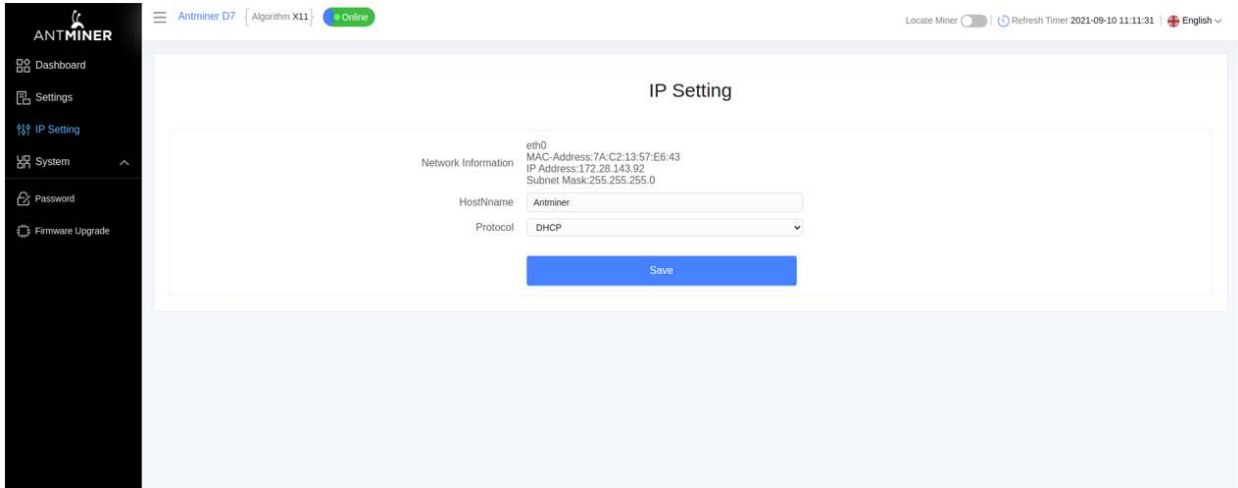 ANTMINER
Antminer D7 { Algorithm X11 } Online
Locate Miner Refresh Timer 2021-09-10 11:11:31 English
Dashboard
Settings
IP Setting
System
Password
Firmware Upgrade
IP Setting
Network Information
eth0
MAC-Address:7A:C2:13:57:E6:43
IP Address:172.28.143.92
Subnet Mask:255.255.255.0
HostNname Antminer
Protocol DHCP
Save